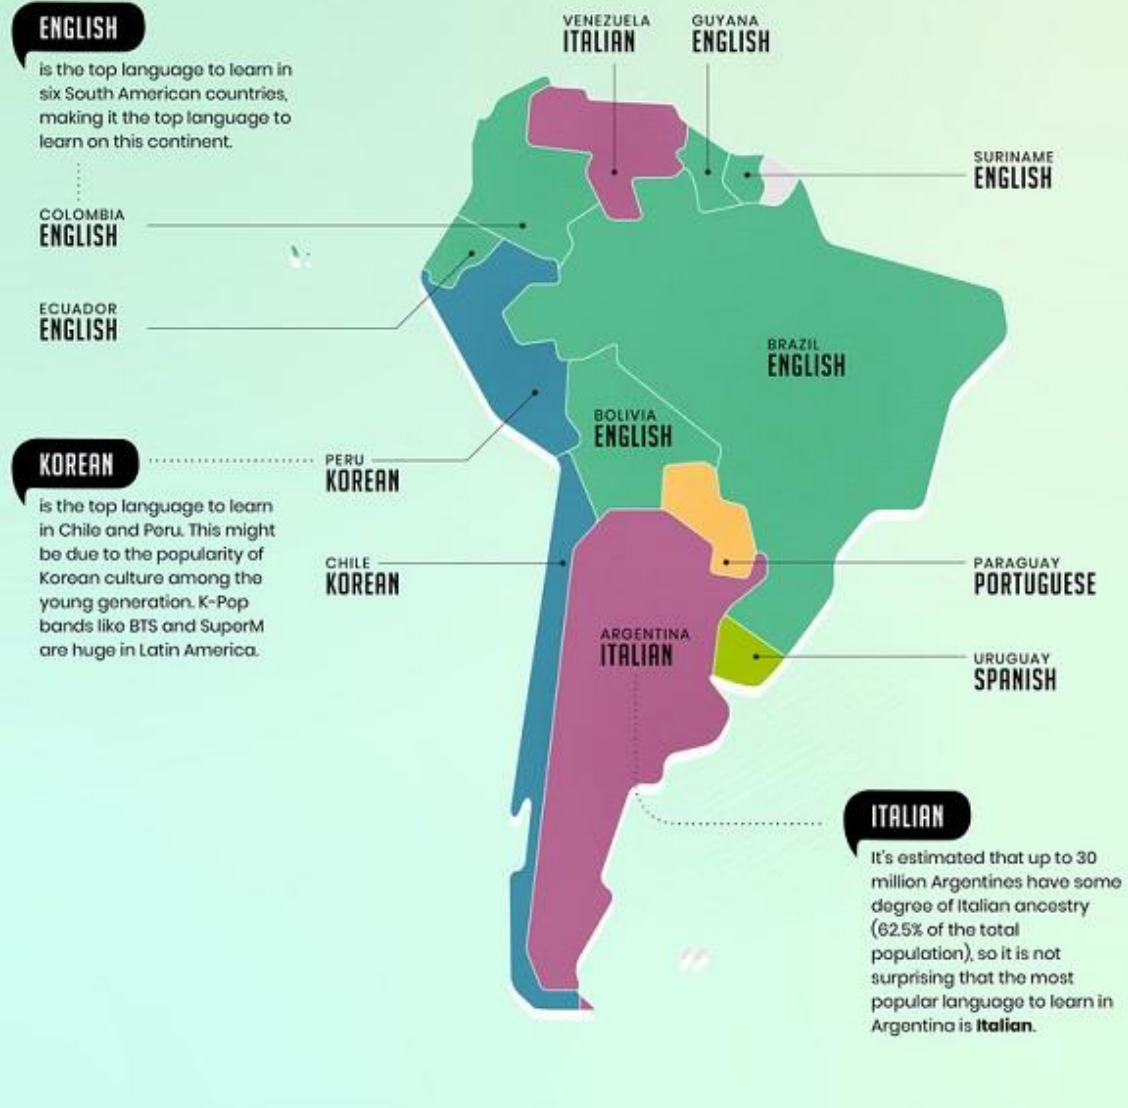 ENGLISH
is the top language to learn in
six South American countries,
making it the top language to
learn on this continent.
VENEZUELA
ITALIAN
GUYANA
ENGLISH
SURINAME
ENGLISH
COLOMBIA
ENGLISH
ECUADOR
ENGLISH
BRAZIL
ENGLISH
BOLIVIA
ENGLISH
KOREAN
is the top language to learn
in Chile and Peru. This might
be due to the popularity of
Korean culture among the
young generation. K-Pop
bands like BTS and SuperM
are huge in Latin America.
PERU
KOREAN
CHILE
KOREAN
PARAGUAY
PORTUGUESE
ARGENTINA
ITALIAN
URUGUAY
SPANISH
ITALIAN
It's estimated that up to 30
million Argentines have some
degree of Italian ancestry
(62.5% of the total
population), so it is not
surprising that the most
popular language to learn in
Argentina is Italian.